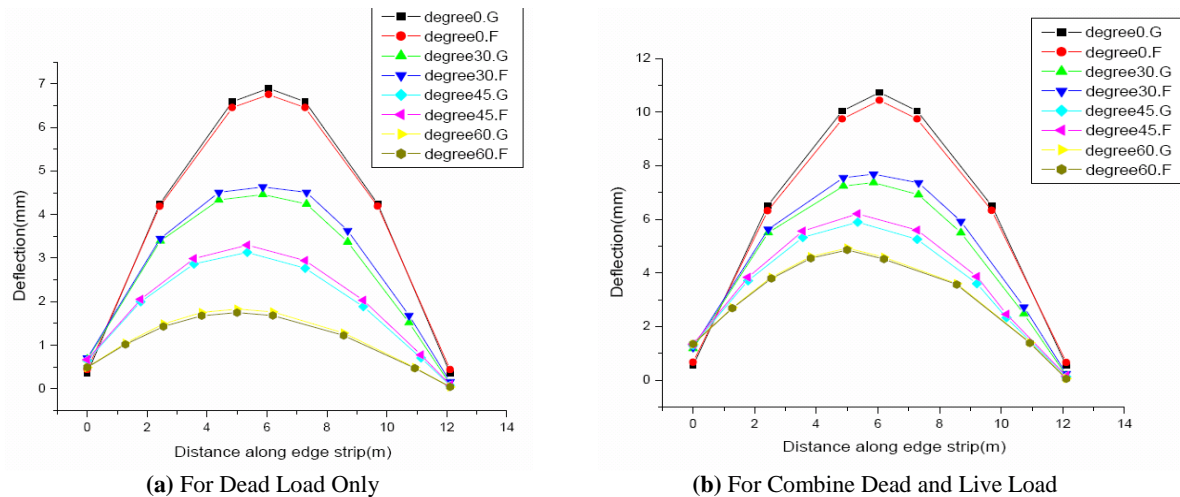 degree0.G
degree0.F
degree30.G
degree30.F
degree45.G
degree45.F
degree60.G
degree60.F
7
6
5
4
3
2
1
0
Deflection(mm)
0 2 4 6 8 10 12 14
Distance along edge strip(m)
(a) For Dead Load Only
degree0.G
degree0.F
degree30.G
degree30.F
degree45.G
degree45.F
degree60.G
degree60.F
12
10
8
6
4
2
0
Deflection(mm)
0 2 4 6 8 10 12 14
Distance along edge strip(m)
(b) For Combine Dead and Live Load